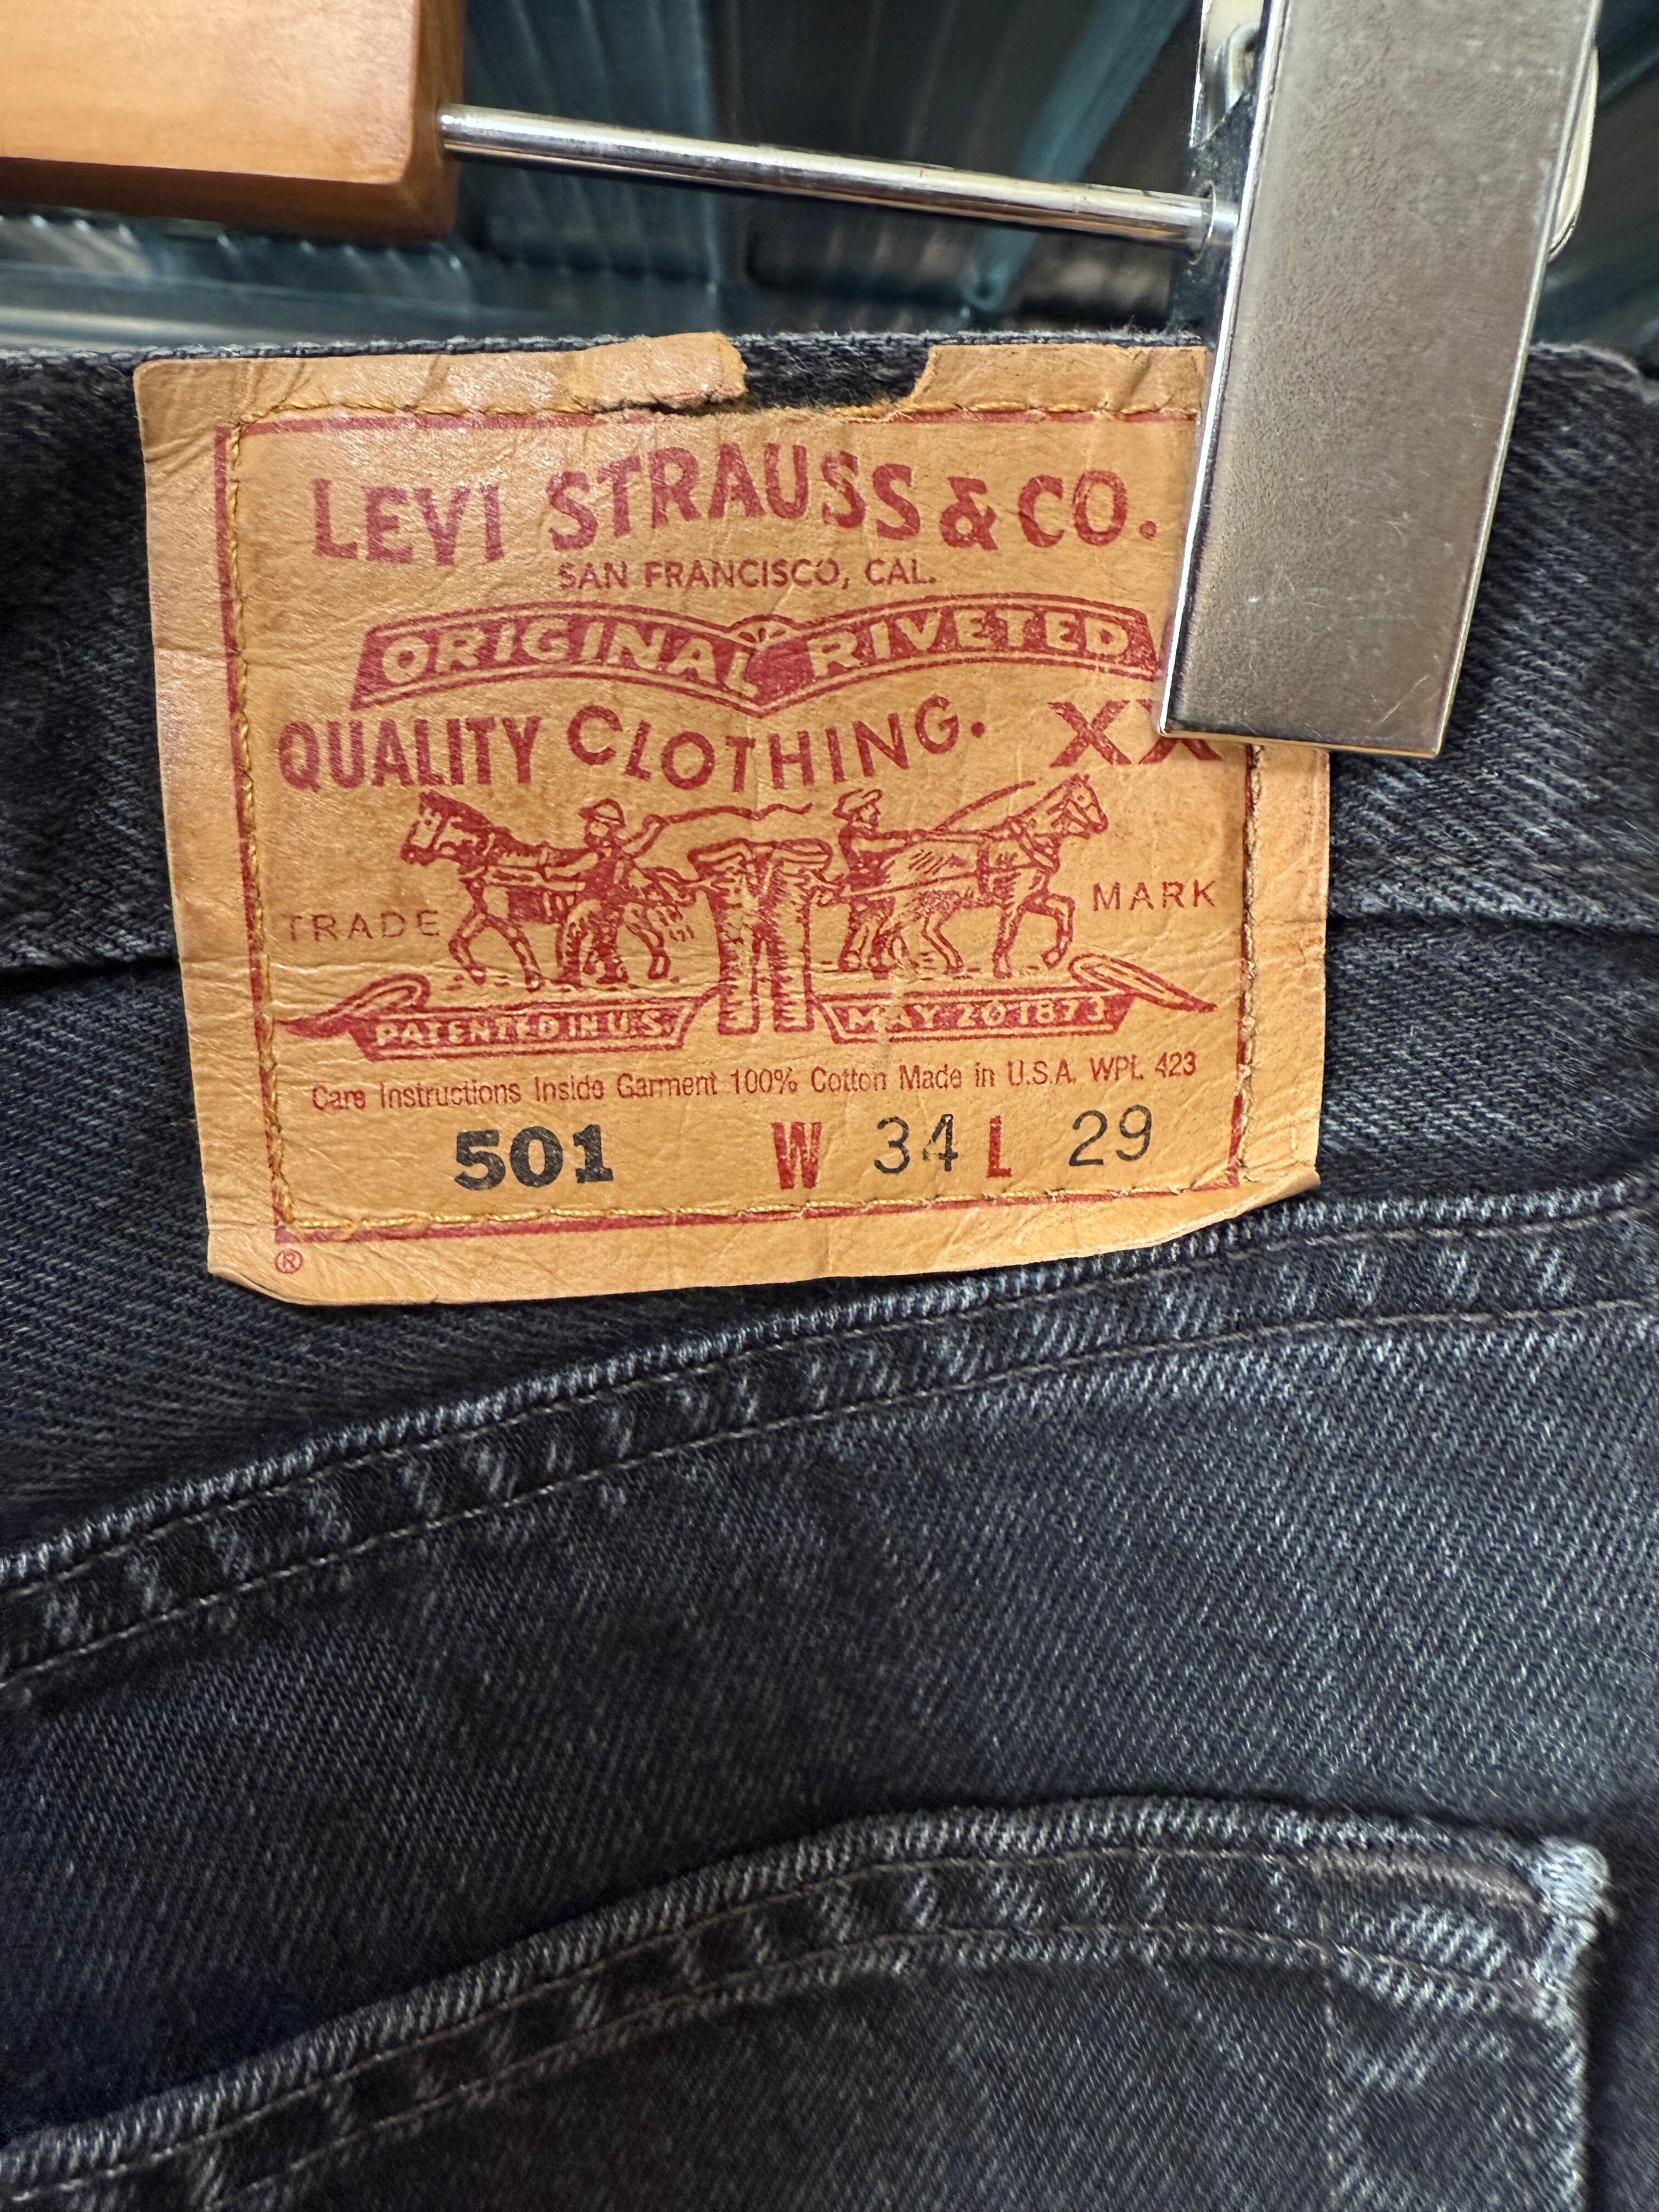 LEVI STRAUSS & CO.
SAN FRANCISCO, CAL.
ORIGINAL RIVETED
QUALITY CLOTHING. XX
TRADE MARK
PATENTED IN U.S. MAY 20 1873
Care Instructions Inside Garment 100% Cotton Made in U.S.A. WPL 423
501 W 34 L 29
®